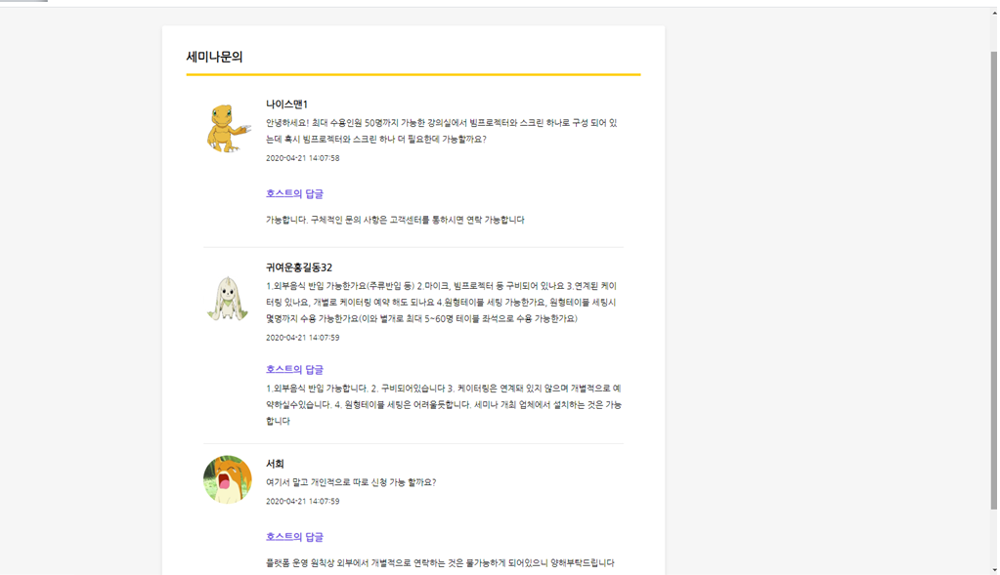 세미나문의
나이스맨1
안녕하세요! 최대 수용인원 50명까지 가능한 강의실에서 빔프로젝터와 스크린 하나로 구성 되어 있
는데 혹시 빔프로젝터와 스크린 하나 더 필요한데 가능할까요?
2020-04-21 14:07:58
호스트의 답글
가능합니다. 구체적인 문의 사항은 고객센터를 통하시면 연락 가능합니다
귀여운홍길동32
1.외부음식 반입 가능한가요(주류반입 등) 2.마이크, 빔프로젝터 등 구비되어 있나요 3.연계된 케이
터링 있나요, 개별로 케이터링 예약 해도 되나요 4.원형테이블 세팅 가능한가요, 원형테이블 세팅시
몇명까지 수용 가능한가요(이와 별개로 최대 5~60명 테이블 좌석으로 수용 가능한가요)
2020-04-21 14:07:59
호스트의 답글
1.외부음식 반입 가능합니다. 2. 구비되어있습니다 3. 케이터링은 연계돼 있지 않으며 개별적으로 예
약하실수있습니다. 4. 원형테이블 세팅은 어려울듯합니다. 세미나 개최 업체에서 설치하는 것은 가능
합니다
서희
여기서 말고 개인적으로 따로 신청 가능 할까요?
2020-04-21 14:07:59
호스트의 답글
플랫폼 운영 원칙상 외부에서 개별적으로 연락하는 것은 불가능하게 되어있으니 양해부탁드립니다